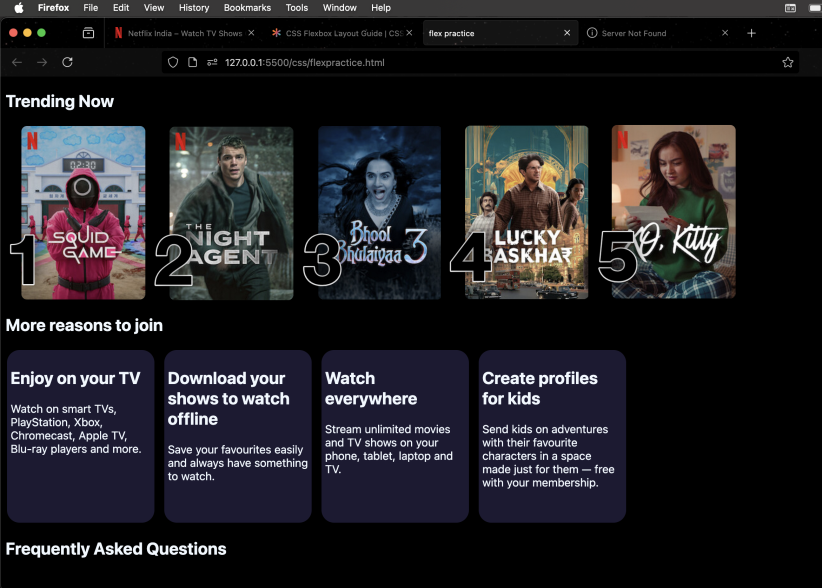 Firefox File Edit View History Bookmarks Tools Window Help
Netflix India – Watch TV Shows
CSS Flexbox Layout Guide | CSS
flex practice
Server Not Found
127.0.0.1:5500/css/flexpractice.html
Trending Now
N
02:30
SQUID
GAME
1
N
THE
NIGHT
AGENT
2
Bhool
Bhulaiyaa 3
3
LUCKY
BASKHAR
4
N
XO, Kitty
5
More reasons to join
Enjoy on your TV
Watch on smart TVs,
PlayStation, Xbox,
Chromecast, Apple TV,
Blu-ray players and more.
Download your
shows to watch
offline
Save your favourites easily
and always have something
to watch.
Watch
everywhere
Stream unlimited movies
and TV shows on your
phone, tablet, laptop and
TV.
Create profiles
for kids
Send kids on adventures
with their favourite
characters in a space
made just for them — free
with your membership.
Frequently Asked Questions